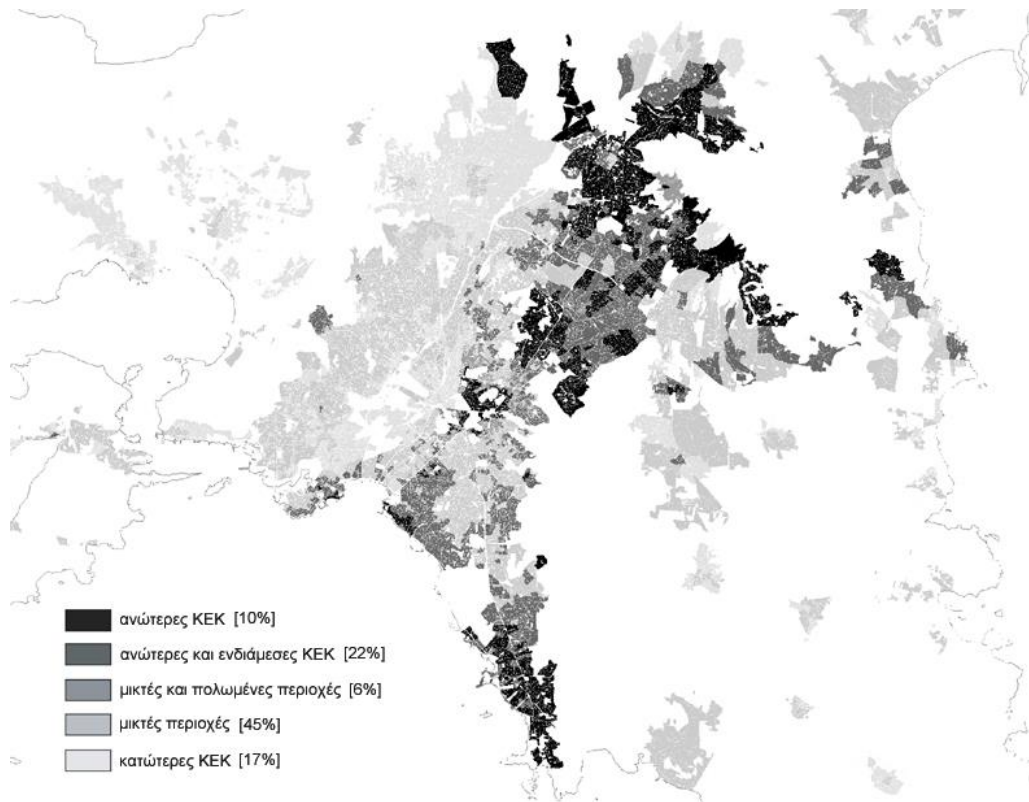 ανώτερες ΚΕΚ [10%]
ανώτερες και ενδιάμεσες ΚΕΚ [22%]
μικτές και πολωμένες περιοχές [6%]
μικτές περιοχές [45%]
κατώτερες ΚΕΚ [17%]